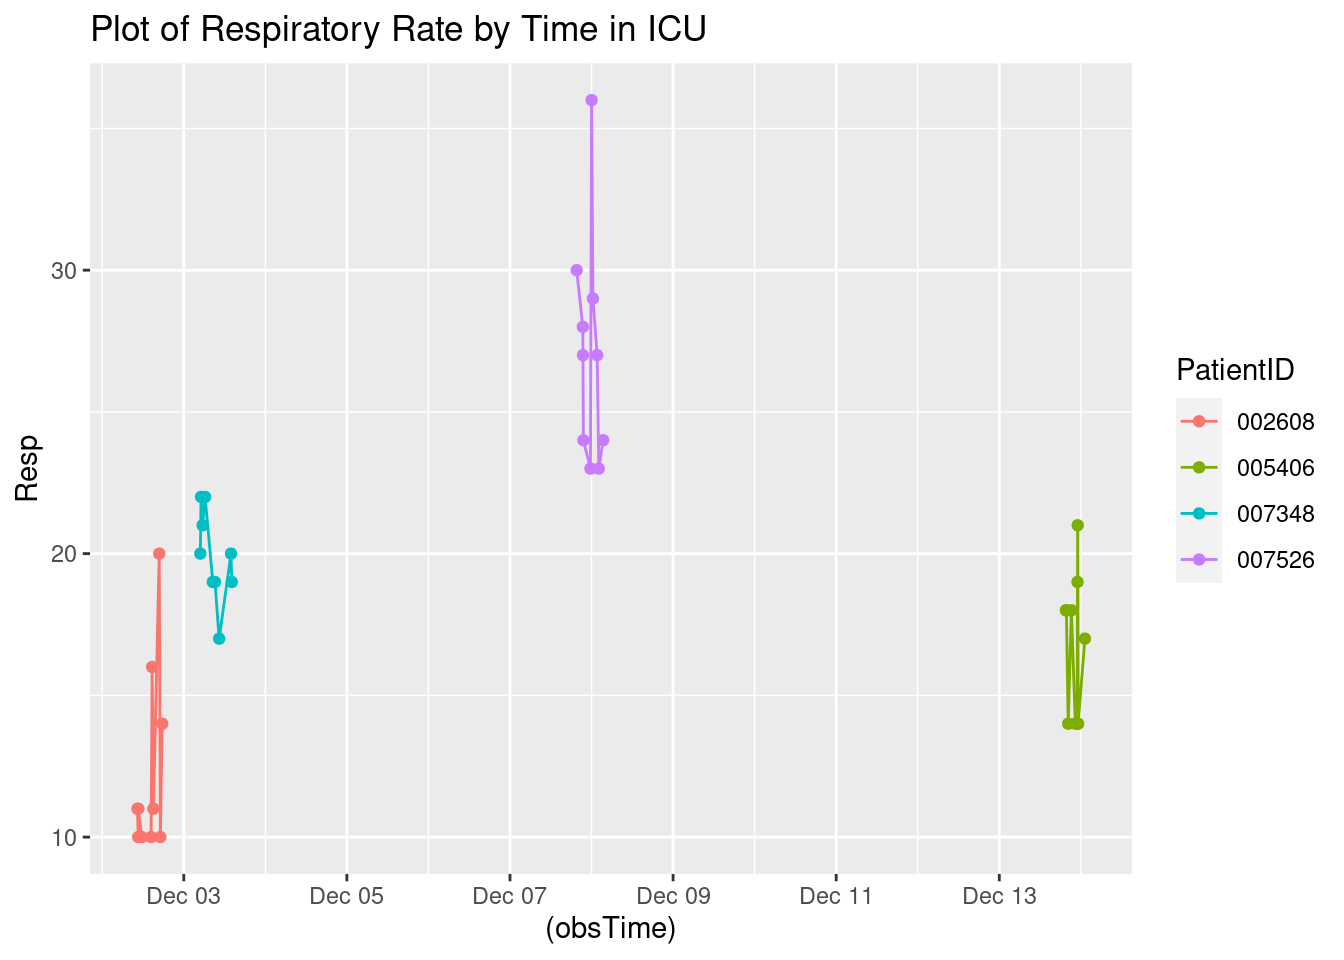 Plot of Respiratory Rate by Time in ICU
Resp
30
20
10
Dec 03
Dec 05
Dec 07
Dec 09
Dec 11
Dec 13
(obsTime)
PatientID
002608
005406
007348
007526